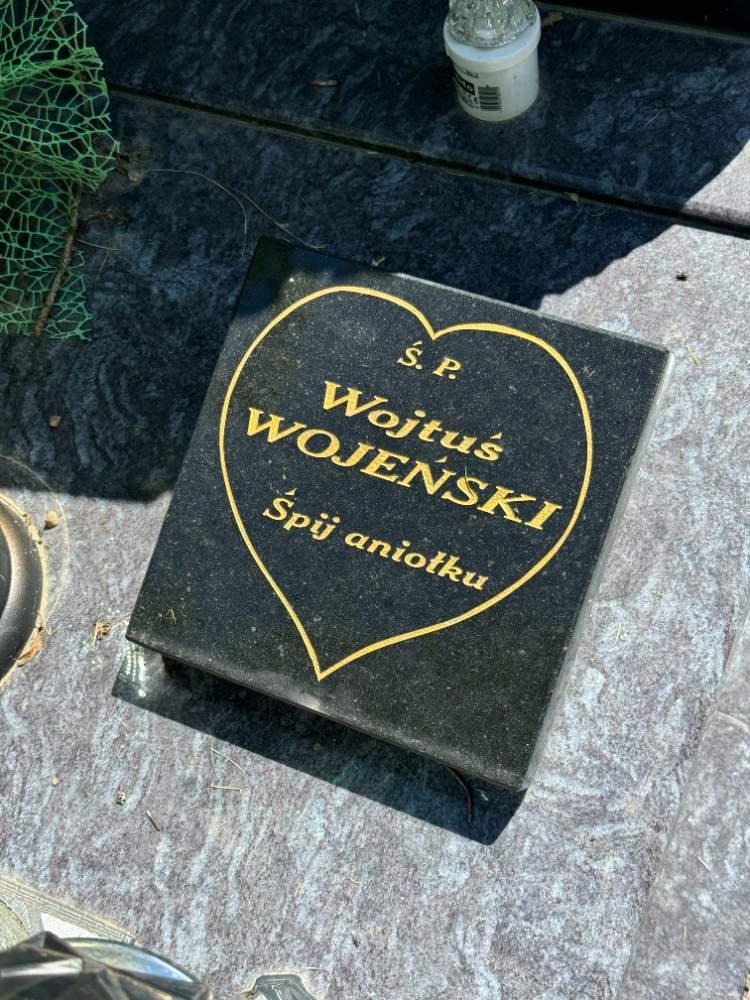 Ś. P.
Wojtuś
WOJEŃSKI
Śpij aniołku